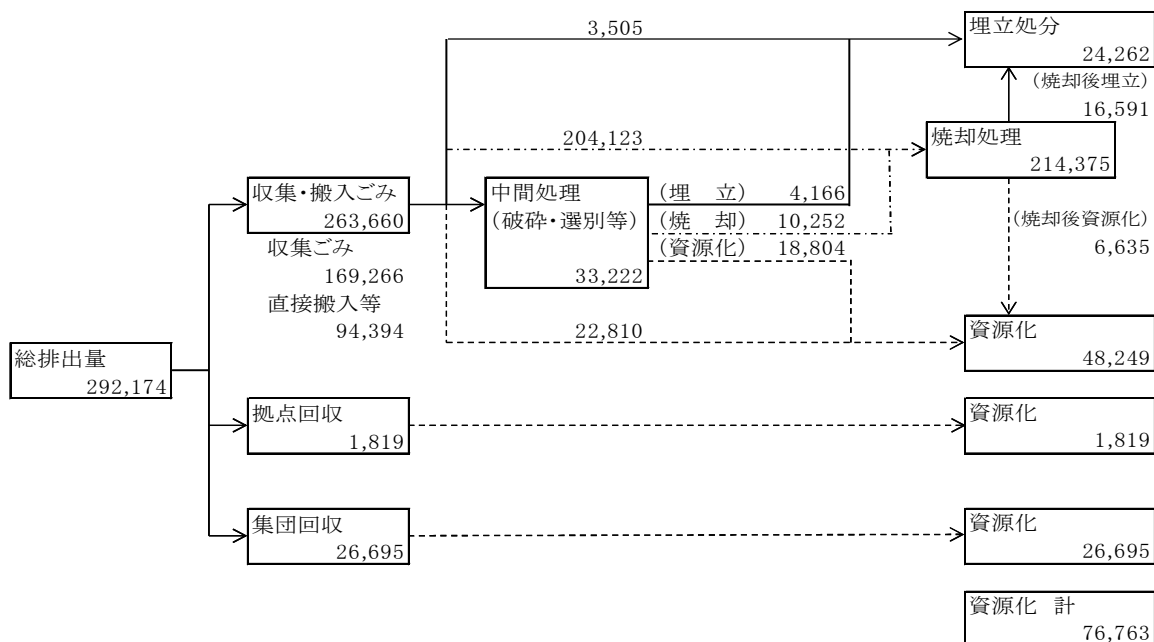 3,505
埋立処分
24,262
(焼却後埋立)
16,591
204,123
焼却処理
214,375
収集・搬入ごみ
263,660
中間処理
(破砕・選別等)
33,222
(埋 立) 4,166
(焼 却) 10,252
(資源化) 18,804
(焼却後資源化)
6,635
収集ごみ
169,266
直接搬入等
94,394
22,810
資源化
48,249
総排出量
292,174
拠点回収
1,819
資源化
1,819
集団回収
26,695
資源化
26,695
資源化 計
76,763